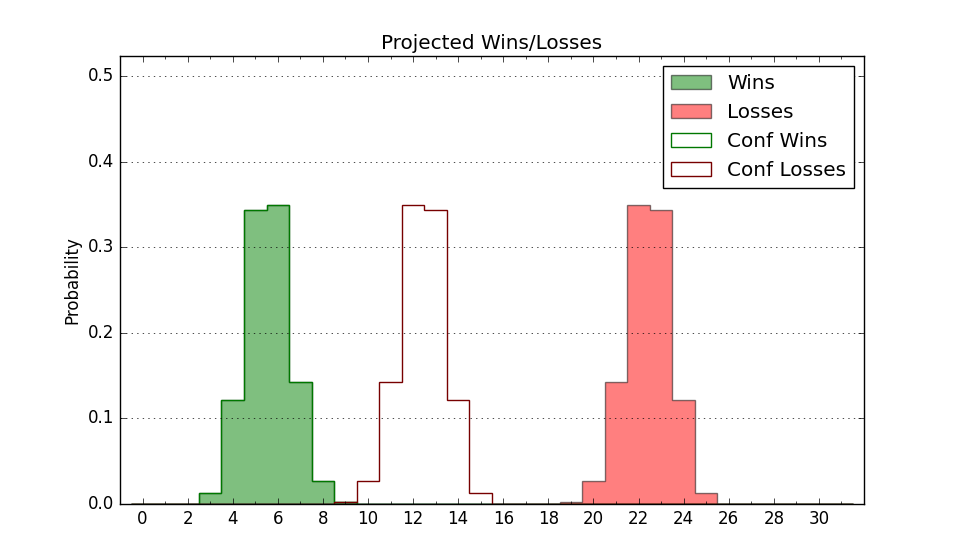 Projected Wins/Losses
Wins
Losses
Conf Wins
Conf Losses
Probability
0.5
0.4
0.3
0.2
0.1
0.0
0 2 4 6 8 10 12 14 16 18 20 22 24 26 28 30